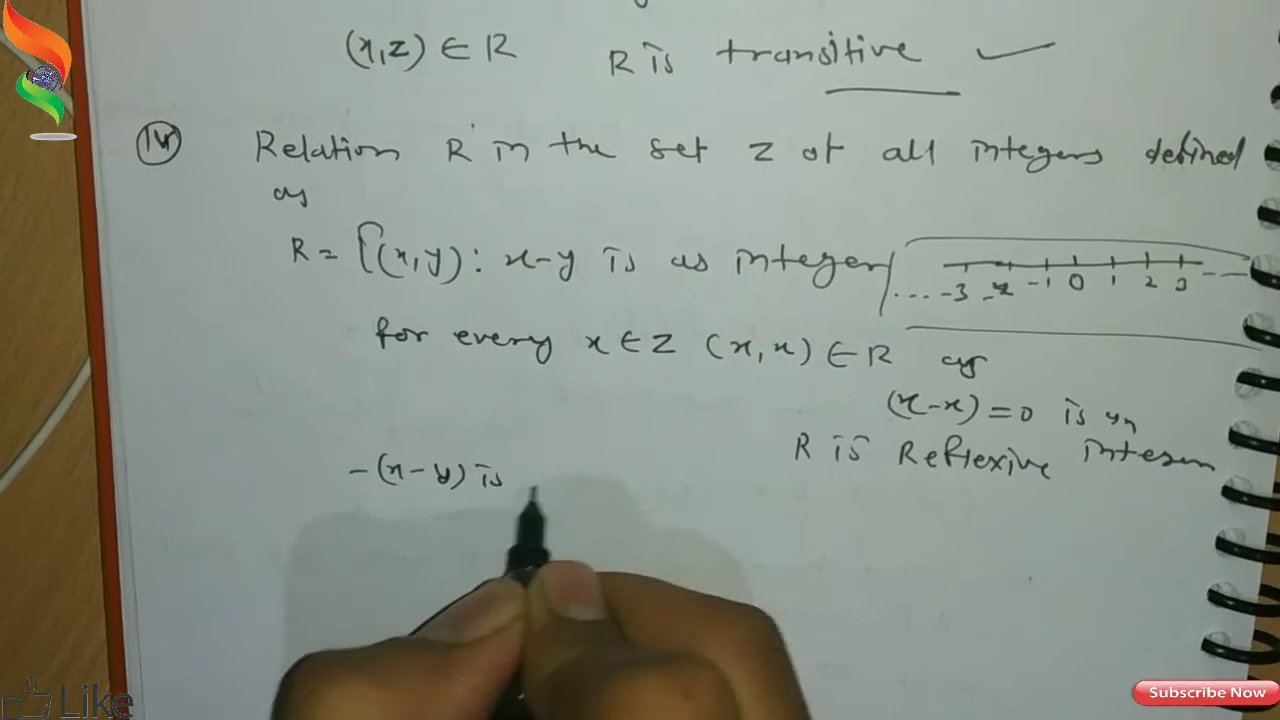 (x,z) ∈ R R is transitive ✓
(iv) Relation R in the set Z of all integers defined
as
R = {(x,y): x-y is as integer} ....-3 -2 -1 0 1 2 3 ----
for every x ∈ Z (x,x) ∈ R as
(x-x) = 0 is an
R is Reflexive integer
-(x-y) is
Like
Subscribe Now